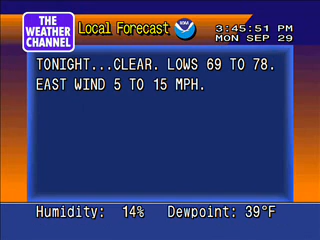 THE
WEATHER
CHANNEL
Local Forecast
NOAA
3:45:51 PM
MON SEP 29
TONIGHT...CLEAR. LOWS 69 TO 78.
EAST WIND 5 TO 15 MPH.
Humidity: 14% Dewpoint: 39°F